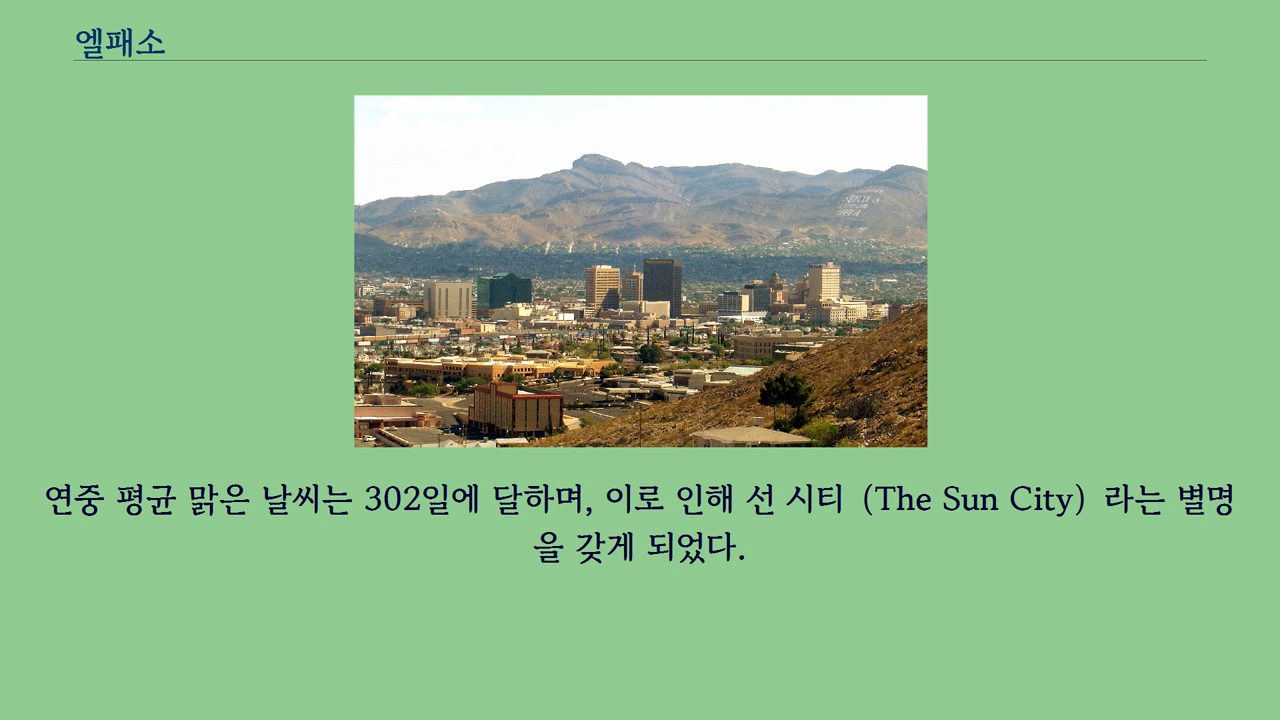 엘패소
연중 평균 맑은 날씨는 302일에 달하며, 이로 인해 선 시티 (The Sun City) 라는 별명
을 갖게 되었다.